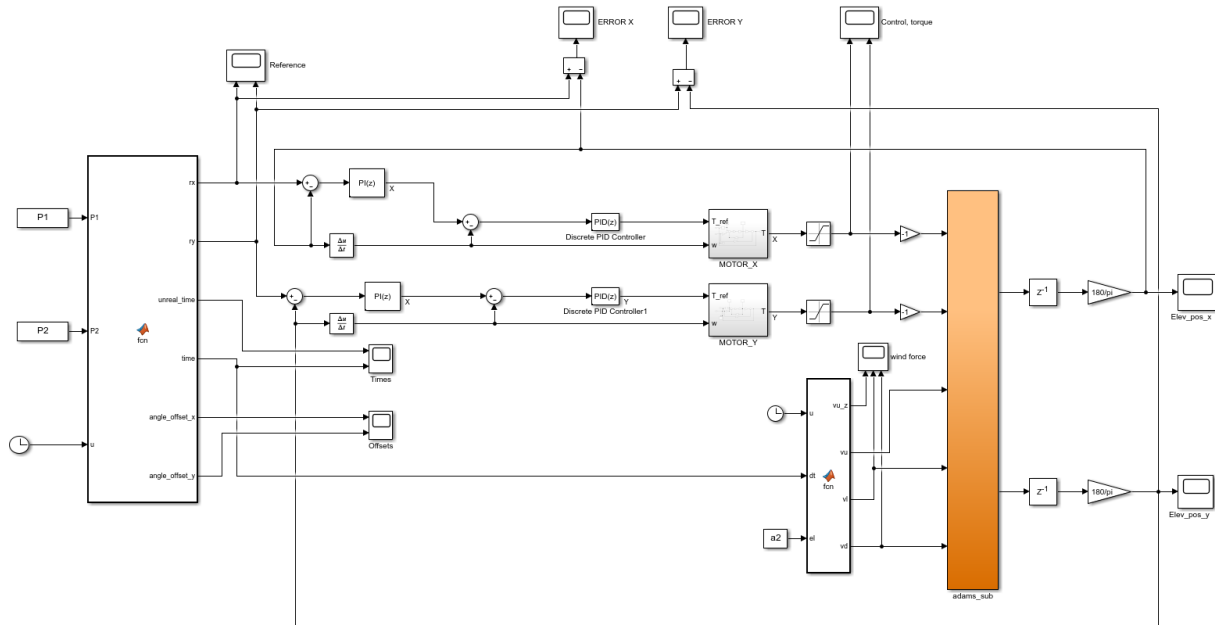 ERROR X
ERROR Y
Control, torque
Reference
+ −
+ −
rx
+
−
PI(z)
X
P1
P1
+
−
PID(z)
T_ref
T
X
-1
ry
Δu
Δt
Discrete PID Controller
w
MOTOR_X
unreal_time
+
−
PI(z)
X
+
−
PID(z)
Y
T_ref
T
Y
-1
Z-1
180/pi
Elev_pos_x
Δu
Δt
Discrete PID Controller1
w
MOTOR_Y
P2
P2
fcn
time
Times
wind force
u
vu_z
angle_offset_x
Offsets
u
vu
angle_offset_y
dt
fcn
vl
Z-1
180/pi
Elev_pos_y
a2
el
vd
adams_sub